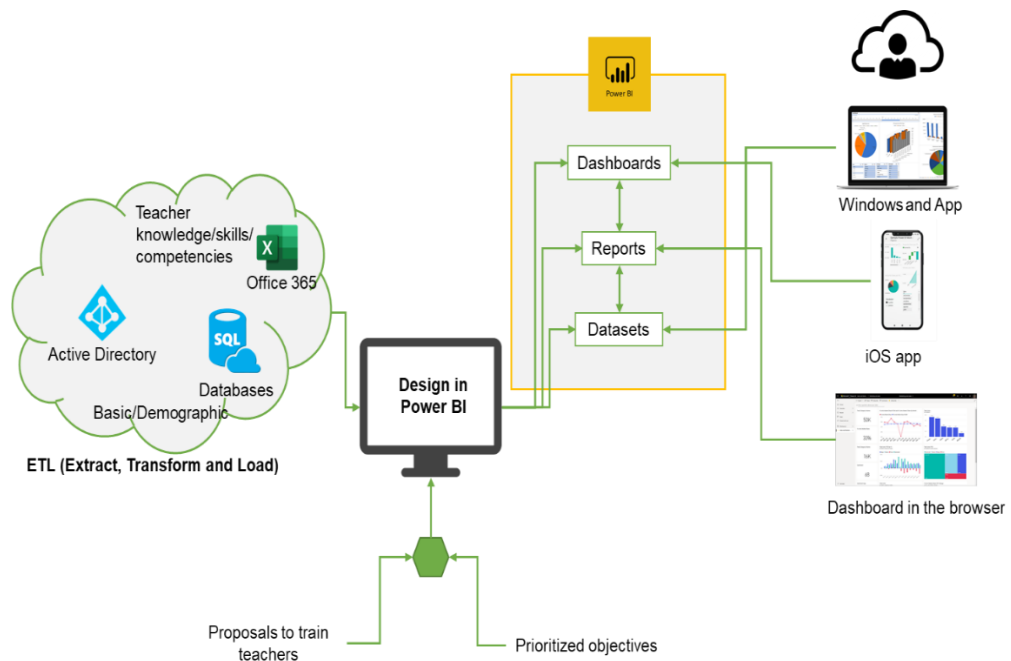 Power BI
Dashboards
Reports
Datasets
Windows and App
iOS app
Dashboard in the browser
Teacher
knowledge/skills/
competencies
Office 365
Active Directory
SQL
Databases
Basic/Demographic
ETL (Extract, Transform and Load)
Design in
Power BI
Proposals to train
teachers
Prioritized objectives